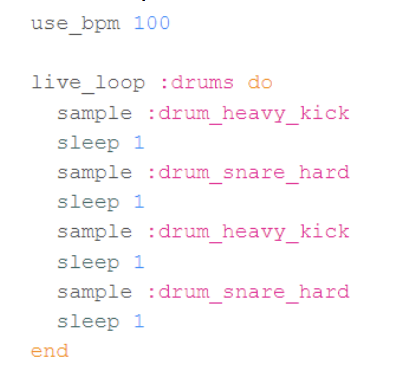 use_bpm 100
live_loop :drums do
sample :drum_heavy_kick
sleep 1
sample :drum_snare_hard
sleep 1
sample :drum_heavy_kick
sleep 1
sample :drum_snare_hard
sleep 1
end